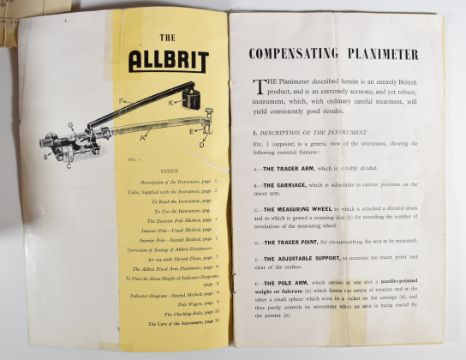 THE
ALLBRIT
F
K
A
E
D
FIG. 1
INDEX
Description of the Instrument, page 1
Tables Supplied with the Instrument, page 2
To Read the Instrument, page
To Use the Instrument,
The Exterior Pole Method, page
Interior Pole—Usual Method, page
Interior Pole—Second Method, page
Correction of Setting of Allbrit Planimeters
for use with Shrunk Plans, page
The Allbrit Fixed Arm Planimeter, page
To Find the Mean Height of Indicator Diagrams
page
Indicator Diagram—Second Method, page
Pole Wagon, page
The Checking-Rule, page
The Care of the Instrument, page
COMPENSATING PLANIMETER
THE Planimeter described herein is an entirely British
product, and is an extremely accurate, and yet robust,
instrument, which, with ordinary careful treatment, will
yield consistently good results.
1. DESCRIPTION OF THE INSTRUMENT
FIG. 1 [opposite] is a general view of the instrument, showing the
following essential features :
A.—THE TRACER ARM, which is suitably divided.
B.—THE CARRIAGE, which is adjustable to various positions on the
tracer arm.
C.—THE MEASURING WHEEL to which is attached a divided drum
and to which is geared a counting dial for recording the number of
revolutions of the measuring wheel.
D.—THE TRACER POINT, for circumscribing the area to be measured.
E.—THE ADJUSTABLE SUPPORT, to maintain the tracer point just
clear of the surface.
F.—THE POLE ARM, which carries at one end a needle-pointed
weight or fulcrum [K] which forms the centre of rotation and at the
other a small sphere which rests in a socket on the carriage [B], and
thus partly controls its movement when an area is being traced by
the pointer [D]